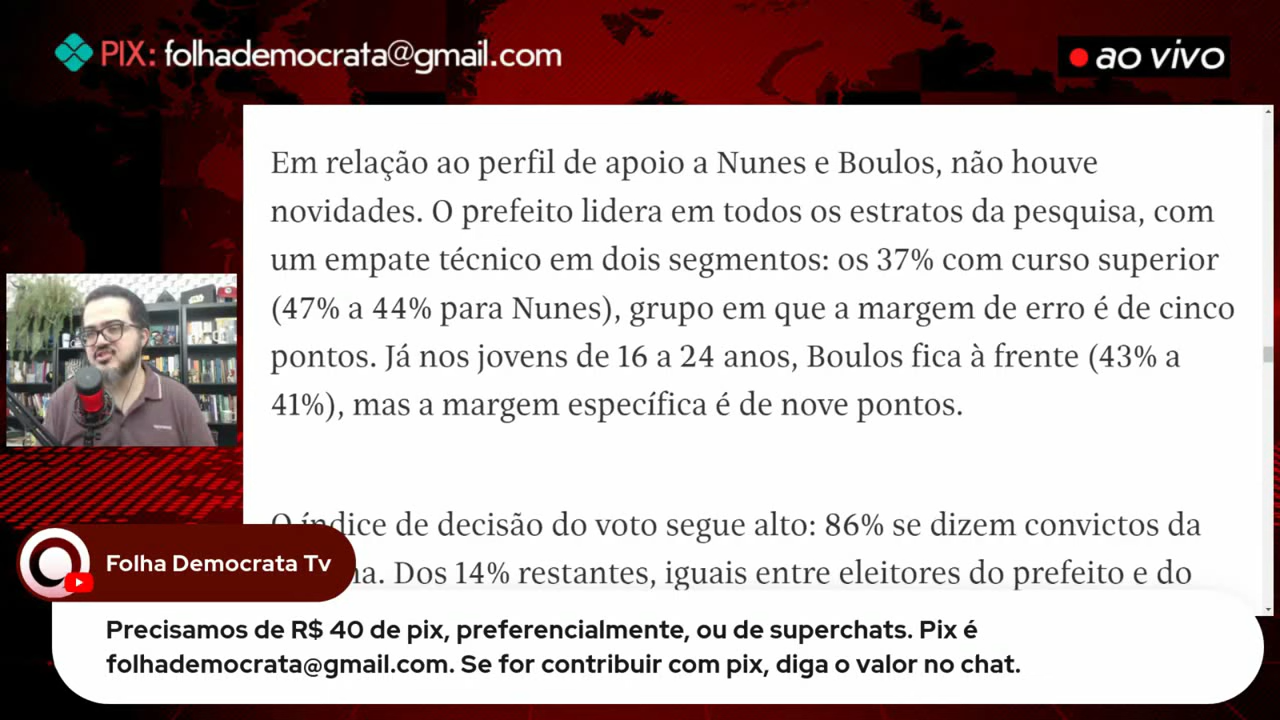 PIX: folhademocrata@gmail.com
ao vivo
Em relação ao perfil de apoio a Nunes e Boulos, não houve
novidades. O prefeito lidera em todos os estratos da pesquisa, com
um empate técnico em dois segmentos: os 37% com curso superior
(47% a 44% para Nunes), grupo em que a margem de erro é de cinco
pontos. Já nos jovens de 16 a 24 anos, Boulos fica à frente (43% a
41%), mas a margem específica é de nove pontos.
O índice de decisão do voto segue alto: 86% se dizem convictos da
Dos 14% restantes, iguais entre eleitores do prefeito e do
Folha Democrata Tv
Precisamos de R$ 40 de pix, preferencialmente, ou de superchats. Pix é
folhademocrata@gmail.com. Se for contribuir com pix, diga o valor no chat.